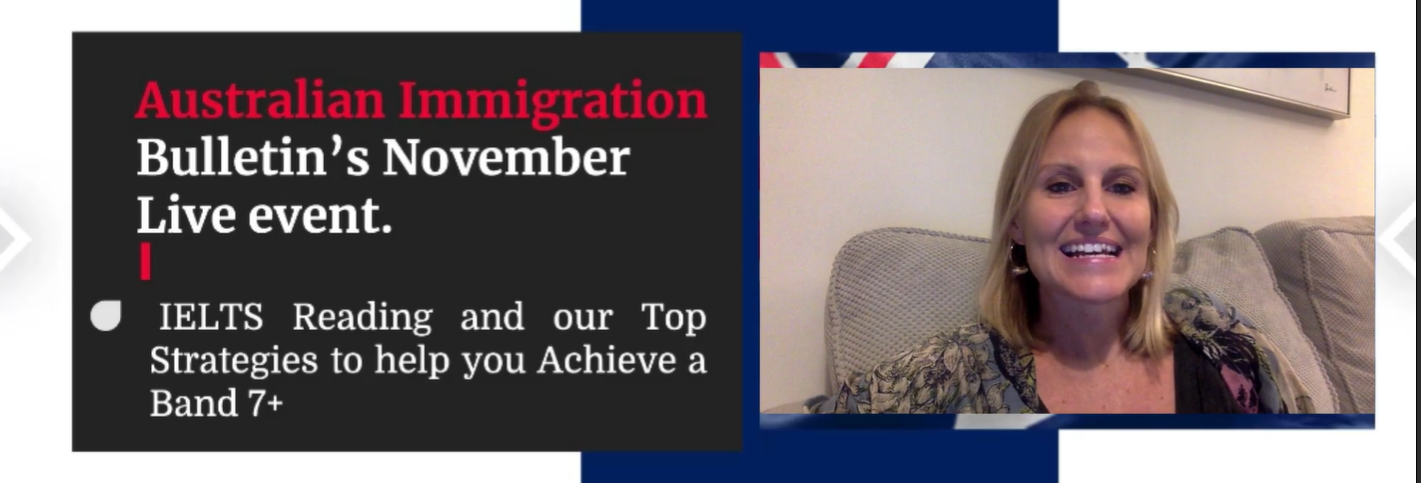 Australian Immigration
Bulletin’s November
Live event.
IELTS Reading and our Top
Strategies to help you Achieve a
Band 7+